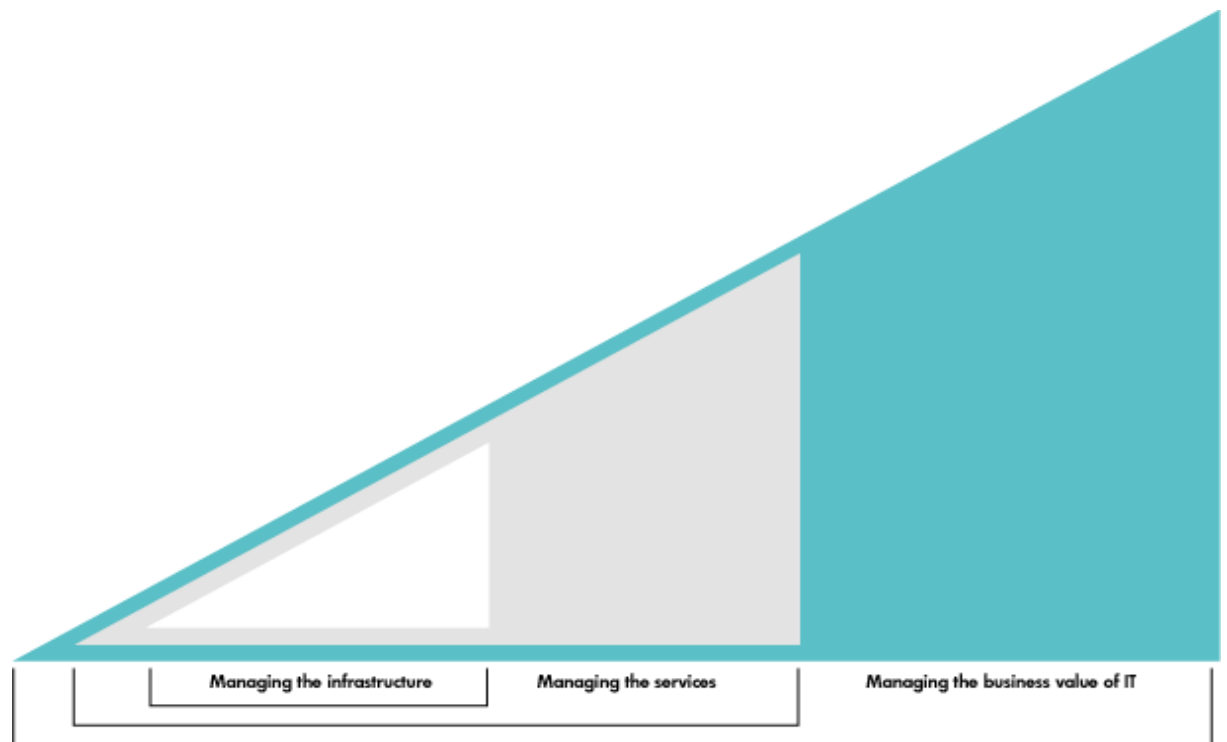 Managing the infrastructure
Managing the services
Managing the business value of IT